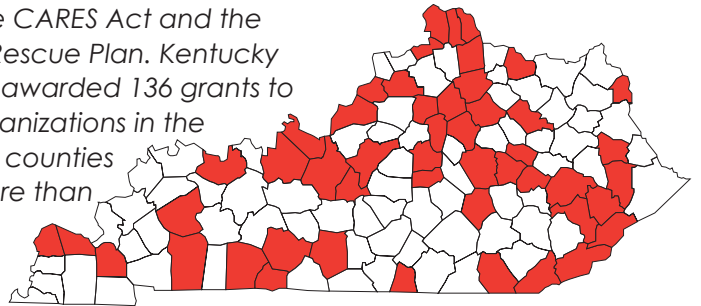 e CARES Act and the
Rescue Plan. Kentucky
awarded 136 grants to
anizations in the
counties
re than